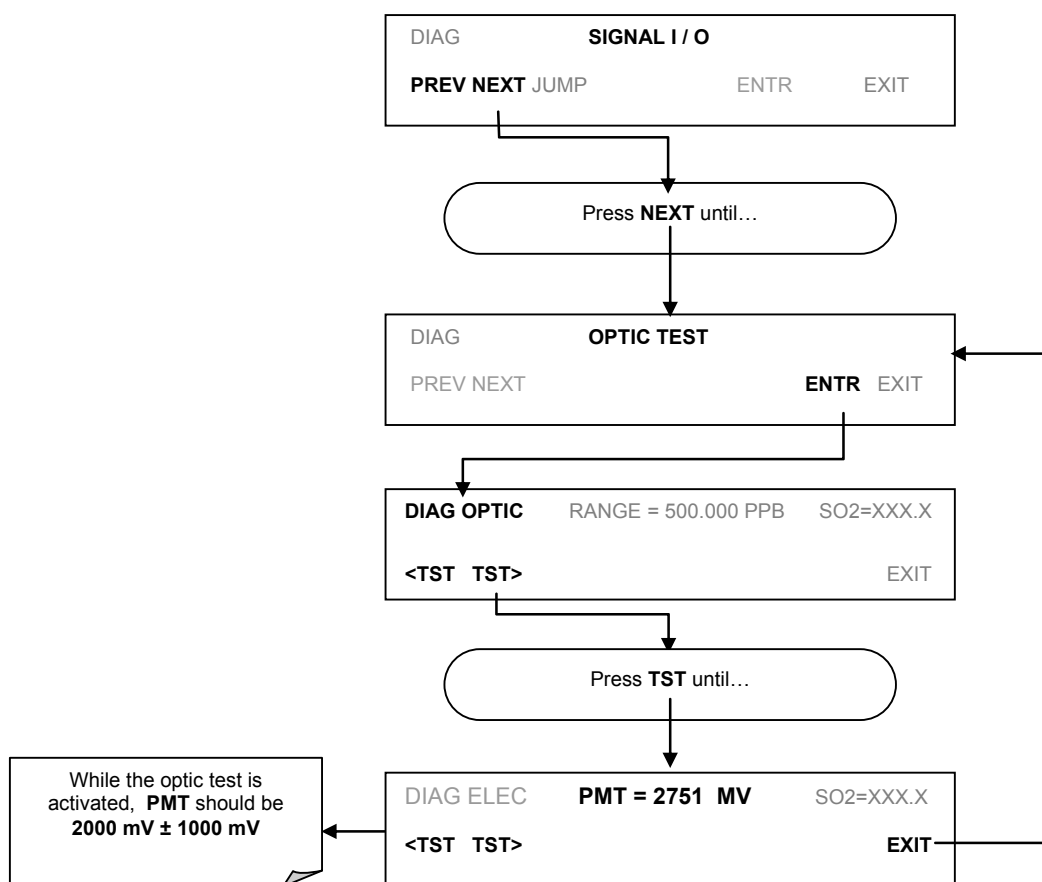 DIAG SIGNAL I / O
PREV NEXT JUMP ENTR EXIT
Press NEXT until…
DIAG OPTIC TEST
PREV NEXT ENTR EXIT
DIAG OPTIC RANGE = 500.000 PPB SO2=XXX.X
<TST TST> EXIT
Press TST until…
While the optic test is
activated, PMT should be
2000 mV ± 1000 mV
DIAG ELEC PMT = 2751 MV SO2=XXX.X
<TST TST> EXIT